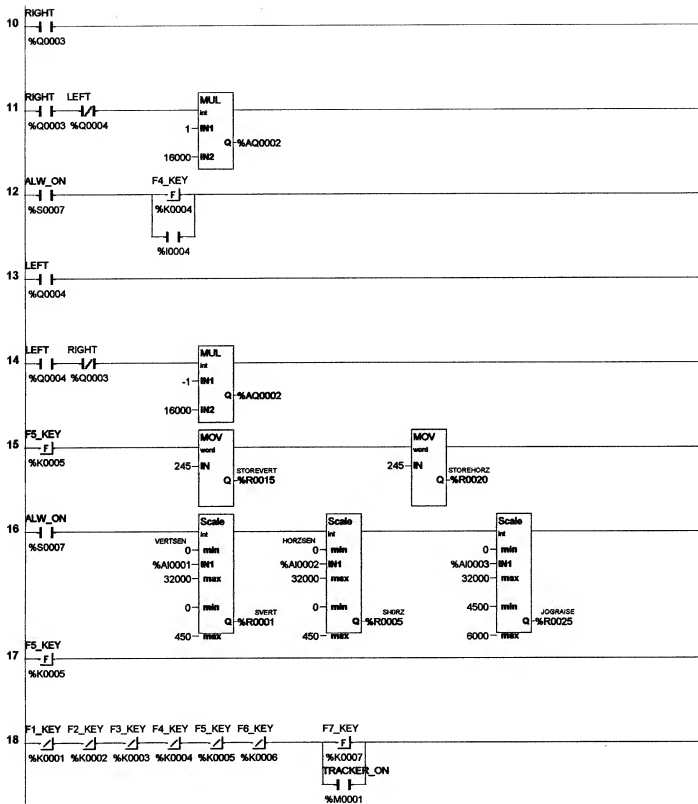 RIGHT
10
%Q0003
RIGHT LEFT
11
%Q0003 %Q0004
MUL
int
1 IN1
Q %AQ0002
16000 IN2
ALW_ON F4_KEY
12
F
%S0007 %K0004
%I0004
LEFT
13
%Q0004
LEFT RIGHT
14
%Q0004 %Q0003
MUL
int
-1 IN1
Q %AQ0002
16000 IN2
F5_KEY
15
F
%K0005
MOV
word
245 IN
STOREVERT
Q %R0015
MOV
word
245 IN
STOREHORZ
Q %R0020
ALW_ON
16
%S0007
Scale
int
VERTSEN
0 min
%AI0001 IN1
32000 max
0 min
SVERT
Q %R0001
450 max
Scale
int
HORZSEN
0 min
%AI0002 IN1
32000 max
0 min
SHORZ
Q %R0005
450 max
Scale
int
0 min
%AI0003 IN1
32000 max
4500 min
JOGRAISE
Q %R0025
6000 max
F5_KEY
17
F
%K0005
F1_KEY F2_KEY F3_KEY F4_KEY F5_KEY F6_KEY F7_KEY
18
F
%K0001 %K0002 %K0003 %K0004 %K0005 %K0006 %K0007
TRACKER_ON
%M0001